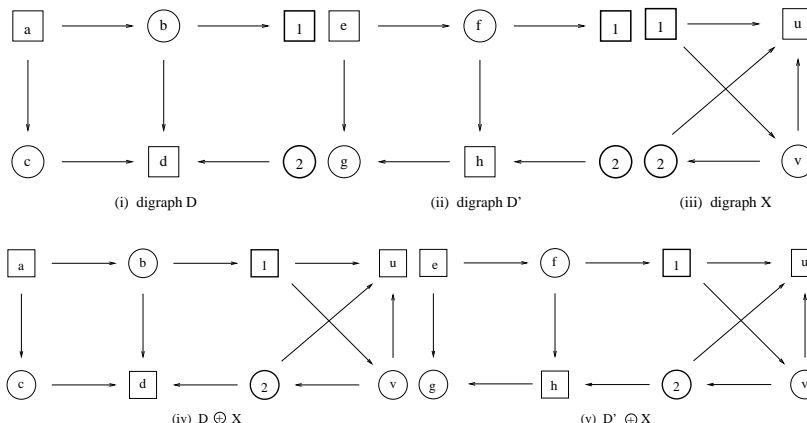 a b 1 e f 1 1 u
c d 2 g h 2 2 v
(i) digraph D (ii) digraph D' (iii) digraph X
a b 1 u e f 1 u
c d 2 v g h 2 v
(iv) D ⊕ X (v) D' ⊕ X